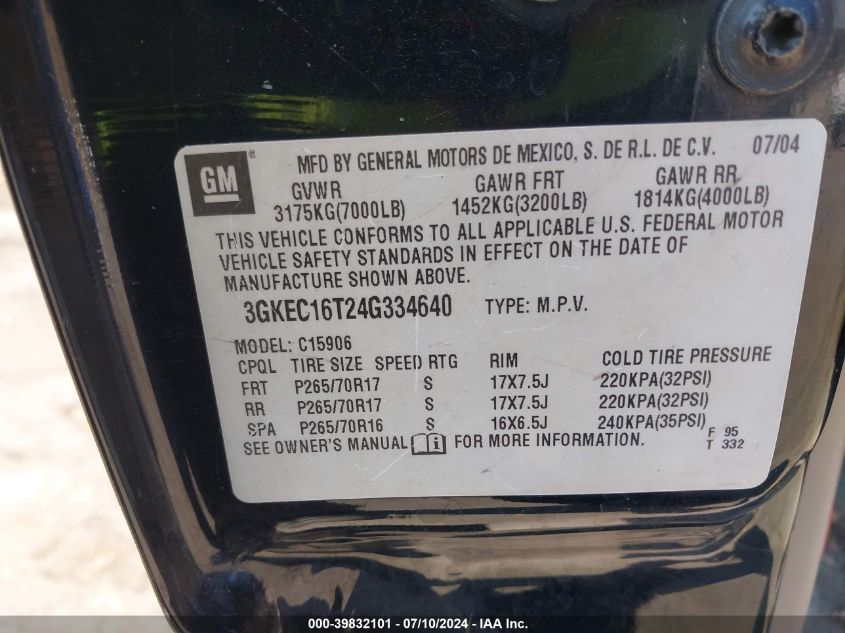 GM ® MFD BY GENERAL MOTORS DE MEXICO, S. DE R.L. DE C.V. 07/04
GVWR GAWR FRT GAWR RR
3175KG(7000LB) 1452KG(3200LB) 1814KG(4000LB)
THIS VEHICLE CONFORMS TO ALL APPLICABLE U.S. FEDERAL MOTOR
VEHICLE SAFETY STANDARDS IN EFFECT ON THE DATE OF
MANUFACTURE SHOWN ABOVE.
3GKEC16T24G334640 TYPE: M.P.V.
MODEL: C15906
CPQL TIRE SIZE SPEED RTG RIM COLD TIRE PRESSURE
FRT P265/70R17 S 17X7.5J 220KPA(32PSI)
RR P265/70R17 S 17X7.5J 220KPA(32PSI)
SPA P265/70R16 S 16X6.5J 240KPA(35PSI)
SEE OWNER'S MANUAL FOR MORE INFORMATION.
F 95
T 332
000-39832101 - 07/10/2024 - IAA Inc.